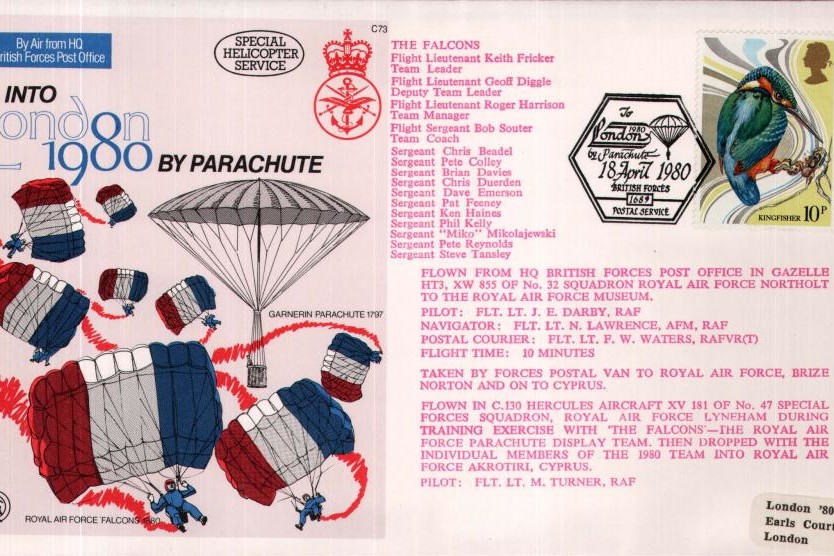 C73
By Air from HQ
British Forces Post Office
SPECIAL
HELICOPTER
SERVICE
INTO
London
1980 BY PARACHUTE
GARNERIN PARACHUTE 1797
ROYAL AIR FORCE 'FALCONS' 1980
THE FALCONS
Flight Lieutenant Keith Fricker
Team Leader
Flight Lieutenant Geoff Diggle
Deputy Team Leader
Flight Lieutenant Roger Harrison
Team Manager
Flight Sergeant Bob Souter
Team Coach
Sergeant Chris Beadel
Sergeant Pete Colley
Sergeant Brian Davies
Sergeant Chris Duerden
Sergeant Dave Emerson
Sergeant Pat Feeney
Sergeant Ken Haines
Sergeant Phil Kelly
Sergeant "Miko" Mikolajewski
Sergeant Pete Reynolds
Sergeant Steve Tansley
To
London
1980
by Parachute
18 April 1980
BRITISH FORCES
1689
POSTAL SERVICE
KINGFISHER 10P
FLOWN FROM HQ BRITISH FORCES POST OFFICE IN GAZELLE
HT3, XW 855 OF No. 32 SQUADRON ROYAL AIR FORCE NORTHOLT
TO THE ROYAL AIR FORCE MUSEUM.
PILOT: FLT. LT. J. E. DARBY, RAF
NAVIGATOR: FLT. LT. N. LAWRENCE, AFM, RAF
POSTAL COURIER: FLT. LT. F. W. WATERS, RAFVR(T)
FLIGHT TIME: 10 MINUTES
TAKEN BY FORCES POSTAL VAN TO ROYAL AIR FORCE, BRIZE
NORTON AND ON TO CYPRUS.
FLOWN IN C.130 HERCULES AIRCRAFT XV 181 OF No. 47 SPECIAL
FORCES SQUADRON, ROYAL AIR FORCE LYNEHAM DURING
TRAINING EXERCISE WITH 'THE FALCONS'—THE ROYAL AIR
FORCE PARACHUTE DISPLAY TEAM. THEN DROPPED WITH THE
INDIVIDUAL MEMBERS OF THE 1980 TEAM INTO ROYAL AIR
FORCE AKROTIRI, CYPRUS.
PILOT: FLT. LT. M. TURNER, RAF
London '80
Earls Court
London